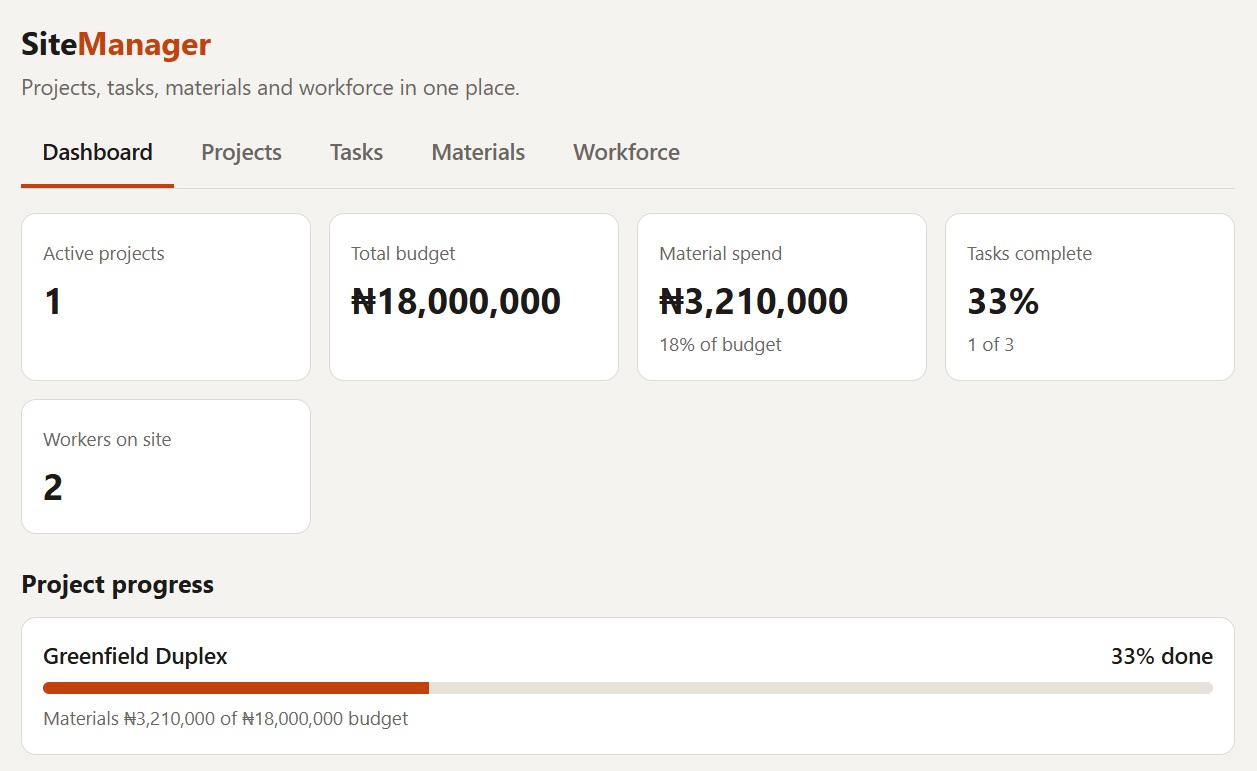 SiteManager
Projects, tasks, materials and workforce in one place.
Dashboard Projects Tasks Materials Workforce
Active projects
1
Total budget
₦18,000,000
Material spend
₦3,210,000
18% of budget
Tasks complete
33%
1 of 3
Workers on site
2
Project progress
Greenfield Duplex 33% done
Materials ₦3,210,000 of ₦18,000,000 budget